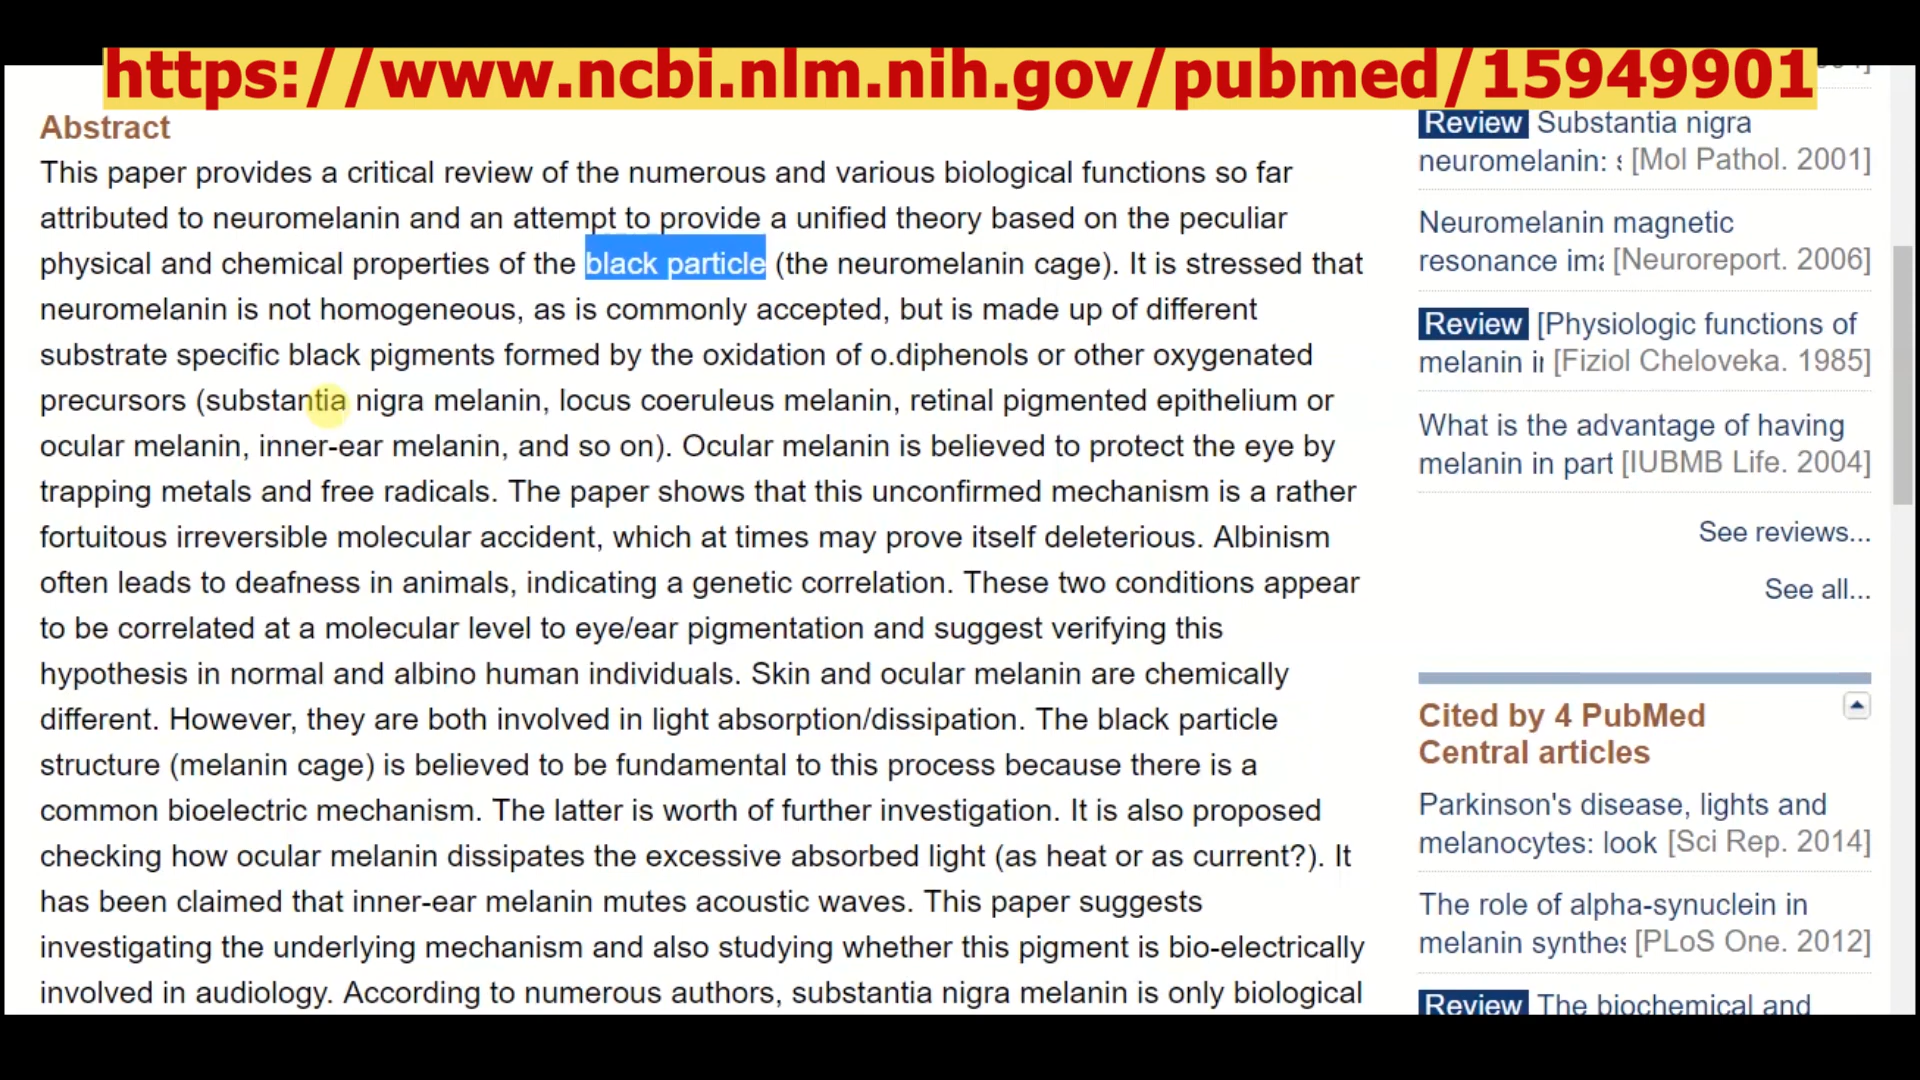 https://www.ncbi.nlm.nih.gov/pubmed/15949901
Abstract
This paper provides a critical review of the numerous and various biological functions so far
attributed to neuromelanin and an attempt to provide a unified theory based on the peculiar
physical and chemical properties of the black particle (the neuromelanin cage). It is stressed that
neuromelanin is not homogeneous, as is commonly accepted, but is made up of different
substrate specific black pigments formed by the oxidation of o.diphenols or other oxygenated
precursors (substantia nigra melanin, locus coeruleus melanin, retinal pigmented epithelium or
ocular melanin, inner-ear melanin, and so on). Ocular melanin is believed to protect the eye by
trapping metals and free radicals. The paper shows that this unconfirmed mechanism is a rather
fortuitous irreversible molecular accident, which at times may prove itself deleterious. Albinism
often leads to deafness in animals, indicating a genetic correlation. These two conditions appear
to be correlated at a molecular level to eye/ear pigmentation and suggest verifying this
hypothesis in normal and albino human individuals. Skin and ocular melanin are chemically
different. However, they are both involved in light absorption/dissipation. The black particle
structure (melanin cage) is believed to be fundamental to this process because there is a
common bioelectric mechanism. The latter is worth of further investigation. It is also proposed
checking how ocular melanin dissipates the excessive absorbed light (as heat or as current?). It
has been claimed that inner-ear melanin mutes acoustic waves. This paper suggests
investigating the underlying mechanism and also studying whether this pigment is bio-electrically
involved in audiology. According to numerous authors, substantia nigra melanin is only biological
Review Substantia nigra
neuromelanin: [Mol Pathol. 2001]
Neuromelanin magnetic
resonance [Neuroreport. 2006]
Review [Physiologic functions of
melanin [Fiziol Cheloveka. 1985]
What is the advantage of having
melanin in part [IUBMB Life. 2004]
See reviews...
See all...
Cited by 4 PubMed
Central articles
Parkinson's disease, lights and
melanocytes: look [Sci Rep. 2014]
The role of alpha-synuclein in
melanin [PLoS One. 2012]
Review The biochemical and